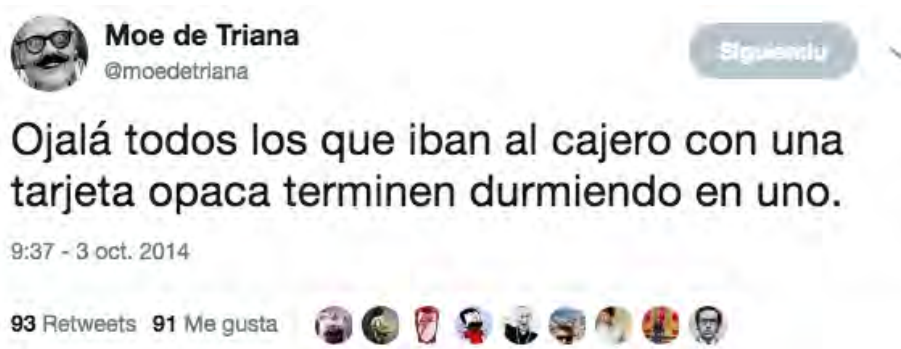 Moe de Triana
Siguiendo
@moedetriana
Ojalá todos los que iban al cajero con una
tarjeta opaca terminen durmiendo en uno.
9:37 - 3 oct. 2014
93 Retweets 91 Me gusta